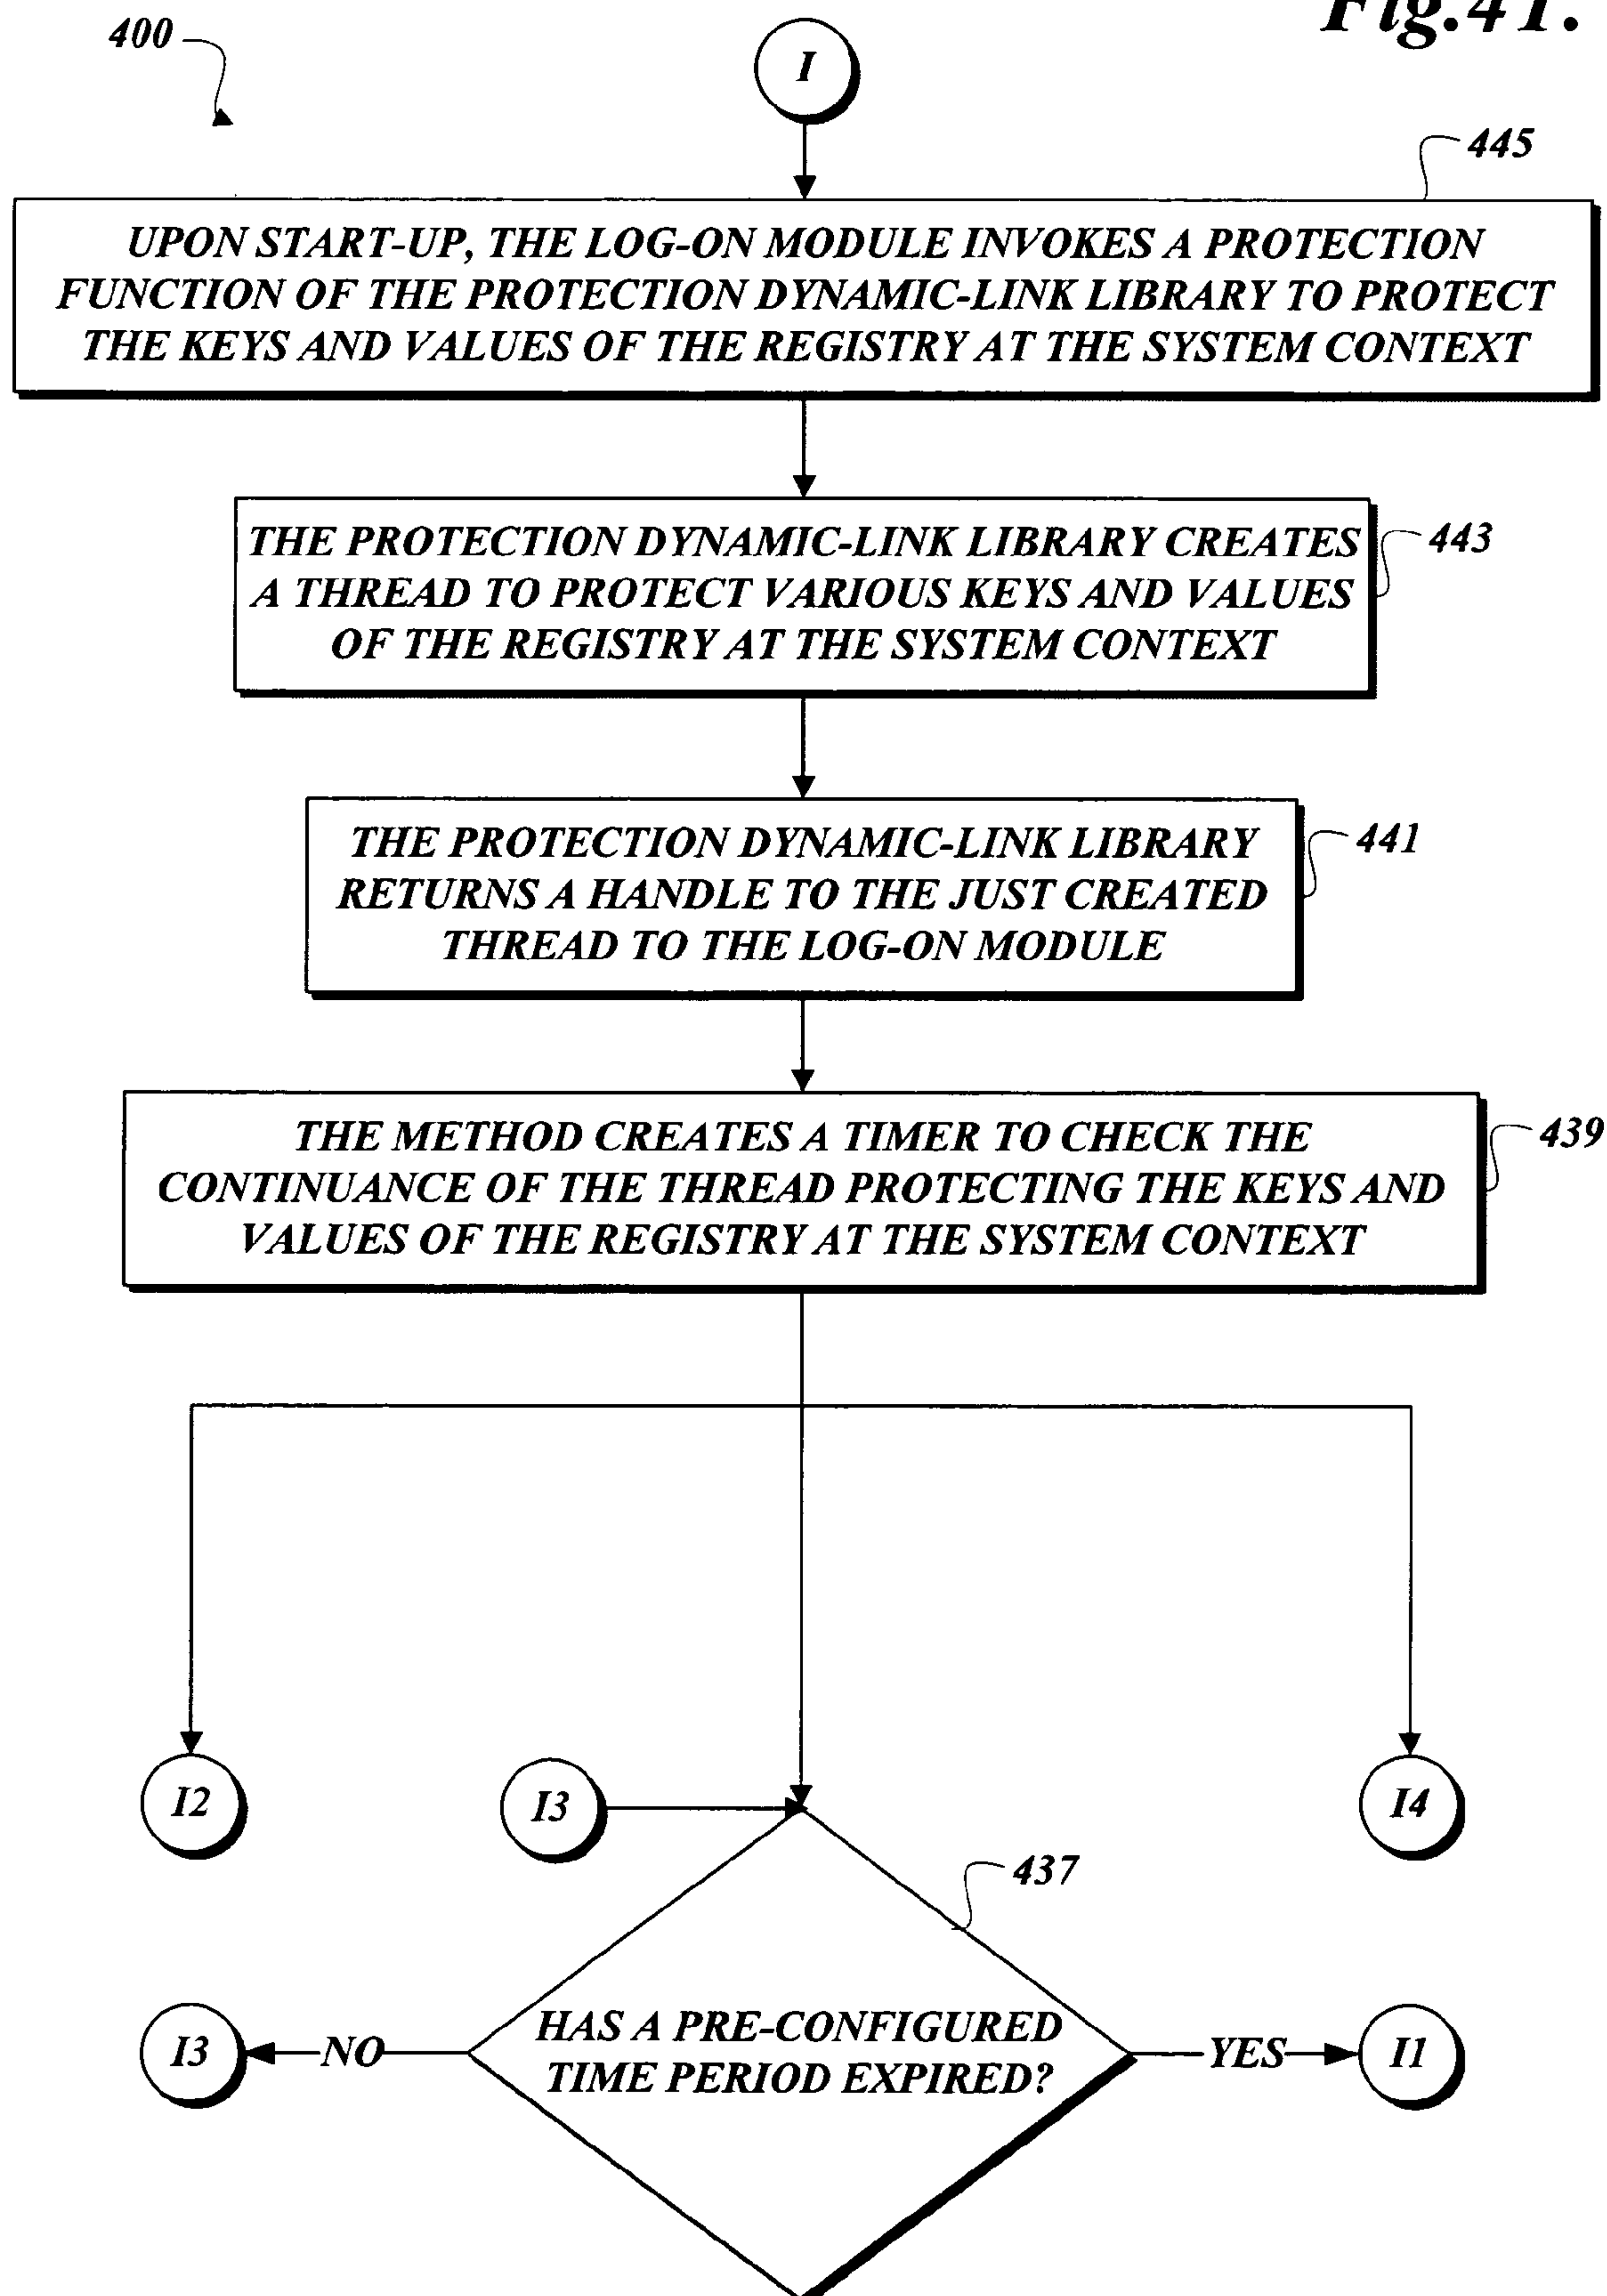 Fig.41.
400
I
445
UPON START-UP, THE LOG-ON MODULE INVOKES A PROTECTION
FUNCTION OF THE PROTECTION DYNAMIC-LINK LIBRARY TO PROTECT
THE KEYS AND VALUES OF THE REGISTRY AT THE SYSTEM CONTEXT
THE PROTECTION DYNAMIC-LINK LIBRARY CREATES
A THREAD TO PROTECT VARIOUS KEYS AND VALUES
OF THE REGISTRY AT THE SYSTEM CONTEXT
443
THE PROTECTION DYNAMIC-LINK LIBRARY
RETURNS A HANDLE TO THE JUST CREATED
THREAD TO THE LOG-ON MODULE
441
THE METHOD CREATES A TIMER TO CHECK THE
CONTINUANCE OF THE THREAD PROTECTING THE KEYS AND
VALUES OF THE REGISTRY AT THE SYSTEM CONTEXT
439
I2
I3
I4
437
HAS A PRE-CONFIGURED
TIME PERIOD EXPIRED?
I3
NO
YES
I1